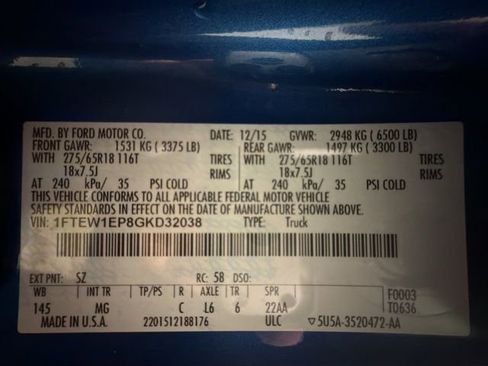 MFD. BY FORD MOTOR CO. DATE: 12/15 GVWR: 2948 KG ( 6500 LB)
FRONT GAWR: 1531 KG ( 3375 LB) REAR GAWR: 1497 KG ( 3300 LB)
WITH 275/65R18 116T TIRES WITH 275/65R18 116T TIRES
18x7.5J RIMS 18x7.5J RIMS
AT 240 kPa/ 35 PSI COLD AT 240 kPa/ 35 PSI COLD
THIS VEHICLE CONFORMS TO ALL APPLICABLE FEDERAL MOTOR VEHICLE
SAFETY STANDARDS IN EFFECT ON THE DATE OF MANUFACTURE SHOWN ABOVE.
VIN: 1FTEW1EP8GKD32038 TYPE: Truck
EXT PNT: SZ RC: 58 DSO:
WB INT TR TP/PS R AXLE TR SPR F0003
145 MG C L6 6 22AA T0636
MADE IN U.S.A. 2201512188176 ULC ▽5U5A-3520472-AA